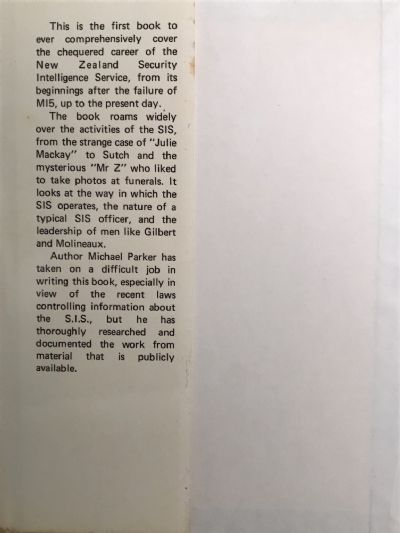 This is the first book to
ever comprehensively cover
the chequered career of the
New Zealand Security
Intelligence Service, from its
beginnings after the failure of
MI5, up to the present day.
The book roams widely
over the activities of the SIS,
from the strange case of "Julie
Mackay" to Sutch and the
mysterious "Mr Z" who liked
to take photos at funerals. It
looks at the way in which the
SIS operates, the nature of a
typical SIS officer, and the
leadership of men like Gilbert
and Molineaux.
Author Michael Parker has
taken on a difficult job in
writing this book, especially in
view of the recent laws
controlling information about
the S.I.S., but he has
thoroughly researched and
documented the work from
material that is publicly
available.